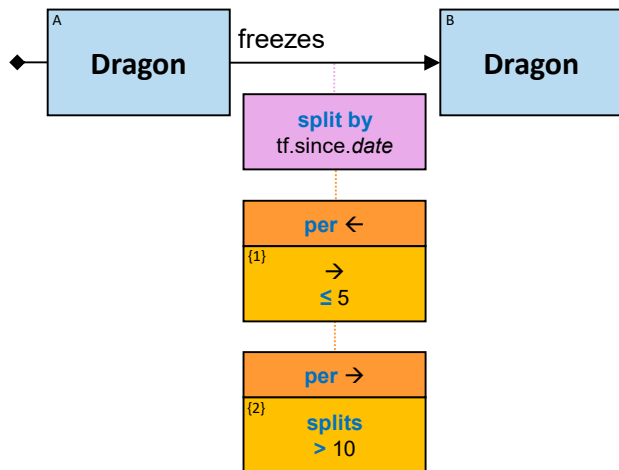 A
Dragon
freezes
B
Dragon
split by
tf.since.date
per ←
{1}
→
≤ 5
per →
{2}
splits
> 10